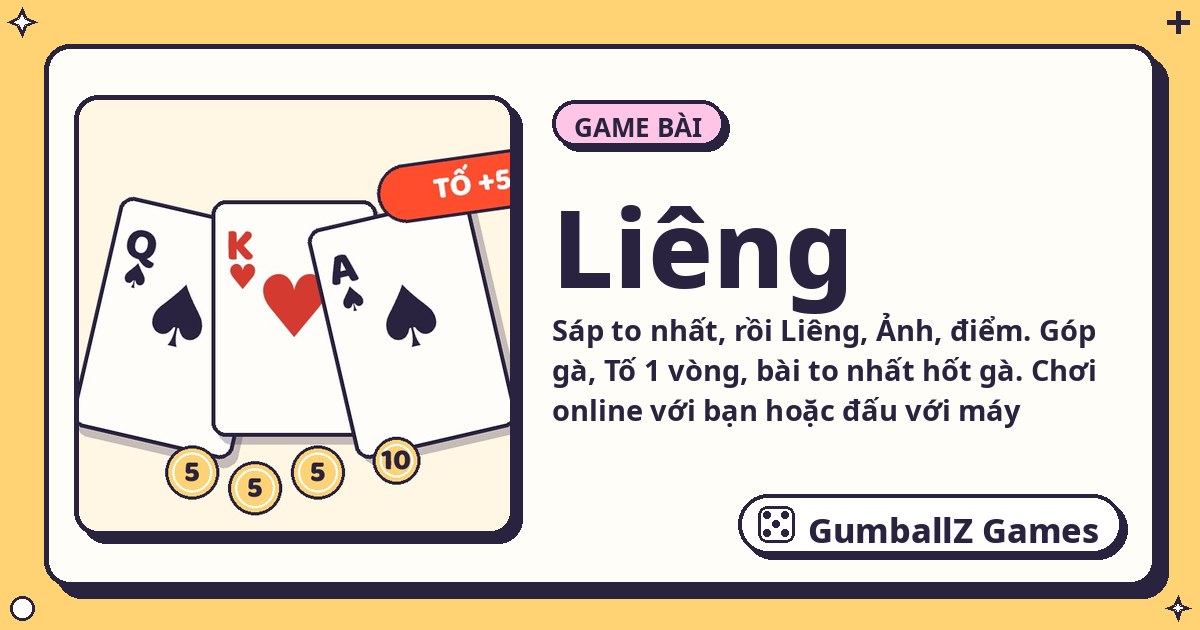 GAME BÀI
Liêng
Sáp to nhất, rồi Liêng, Ảnh, điểm. Góp
gà, Tố 1 vòng, bài to nhất hốt gà. Chơi
online với bạn hoặc đấu với máy
TỐ +5
Q
K
A
5
5
5
10
GumballZ Games